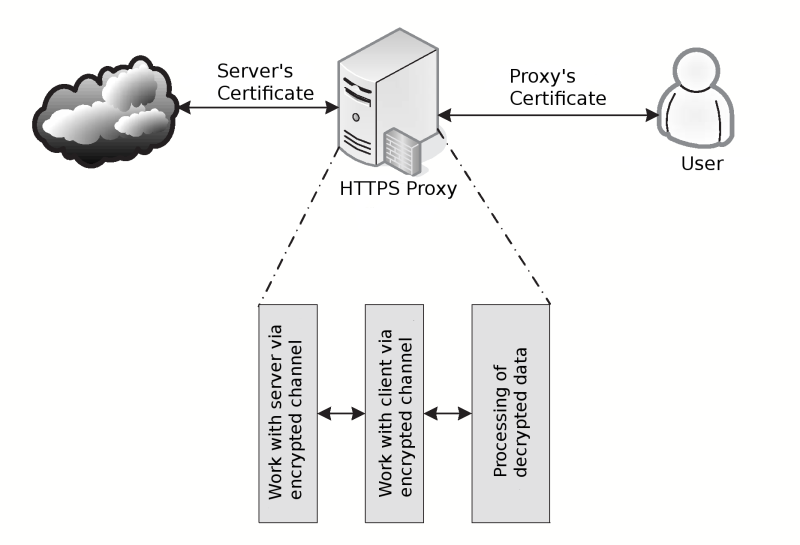 Server's
Certificate
Proxy's
Certificate
HTTPS Proxy
User
Work with server via
encrypted channel
Work with client via
encrypted channel
Processing of
decrypted data